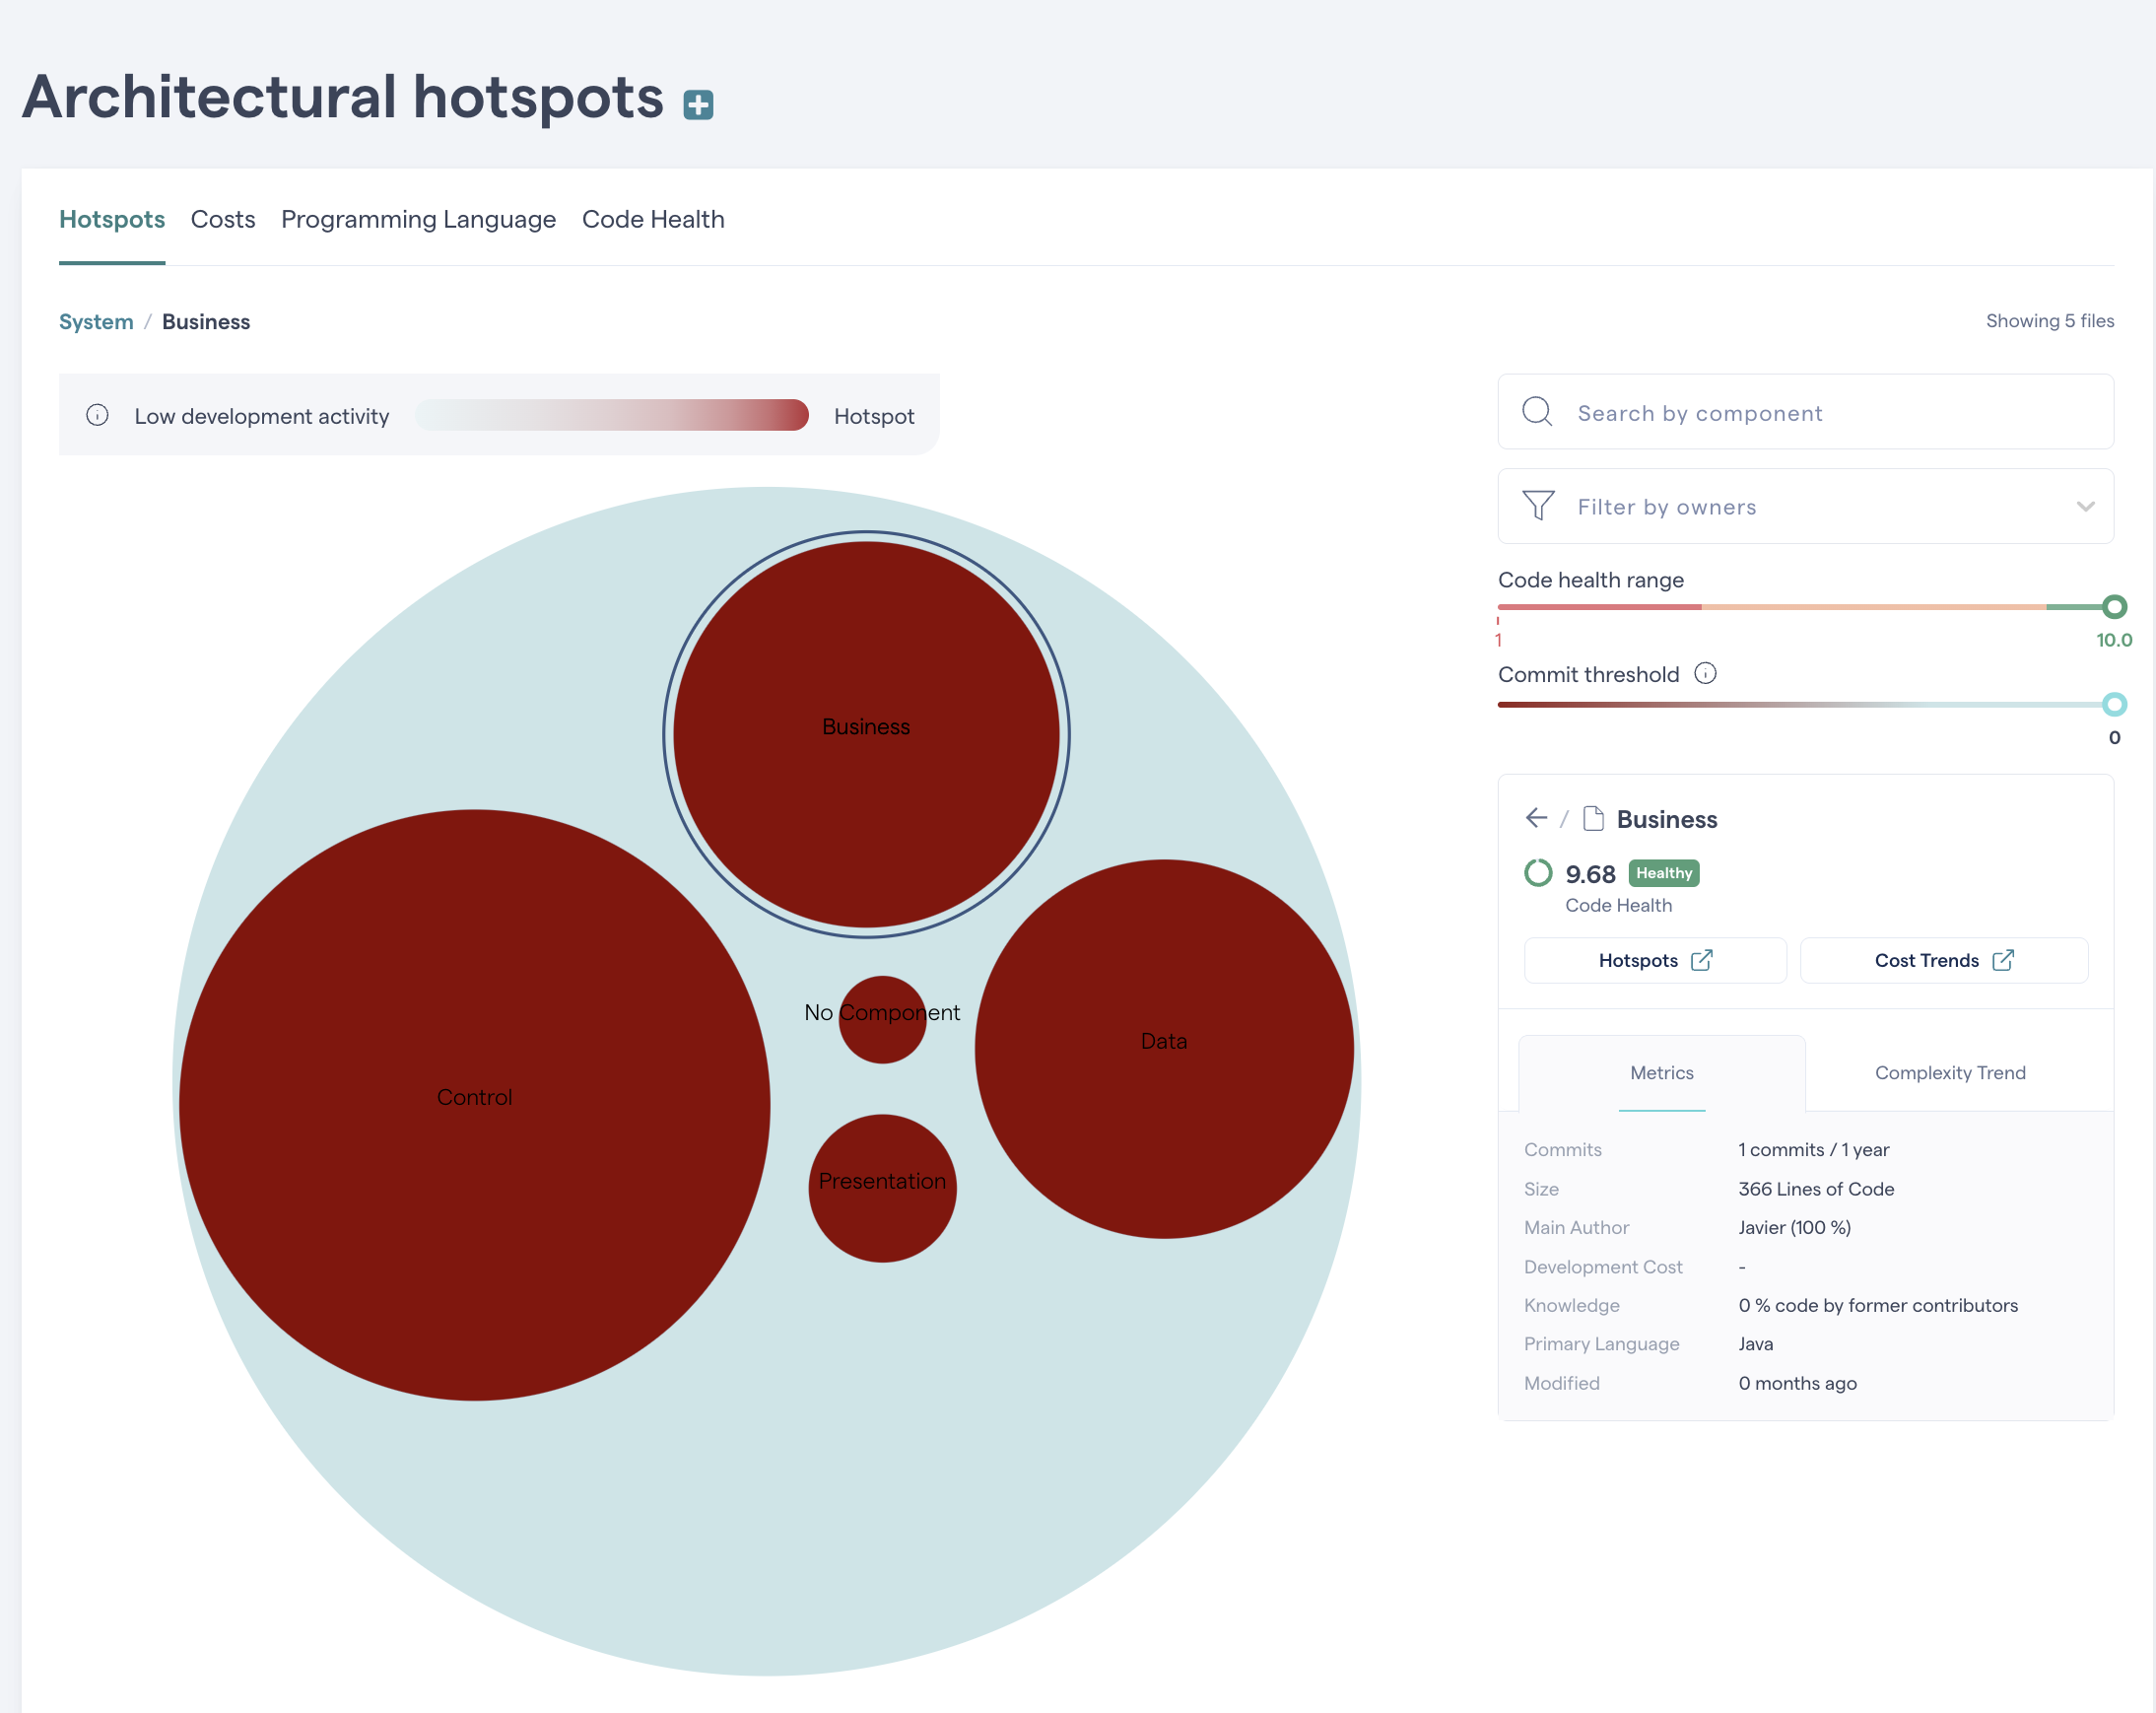 Architectural hotspots
Hotspots Costs Programming Language Code Health
System / Business
Showing 5 files
Low development activity Hotspot
Search by component
Filter by owners
Code health range
1 10.0
Commit threshold
0
Business
Control
No Component
Data
Presentation
/ Business
9.68 Healthy
Code Health
Hotspots Cost Trends
Metrics Complexity Trend
Commits 1 commits / 1 year
Size 366 Lines of Code
Main Author Javier (100 %)
Development Cost -
Knowledge 0 % code by former contributors
Primary Language Java
Modified 0 months ago